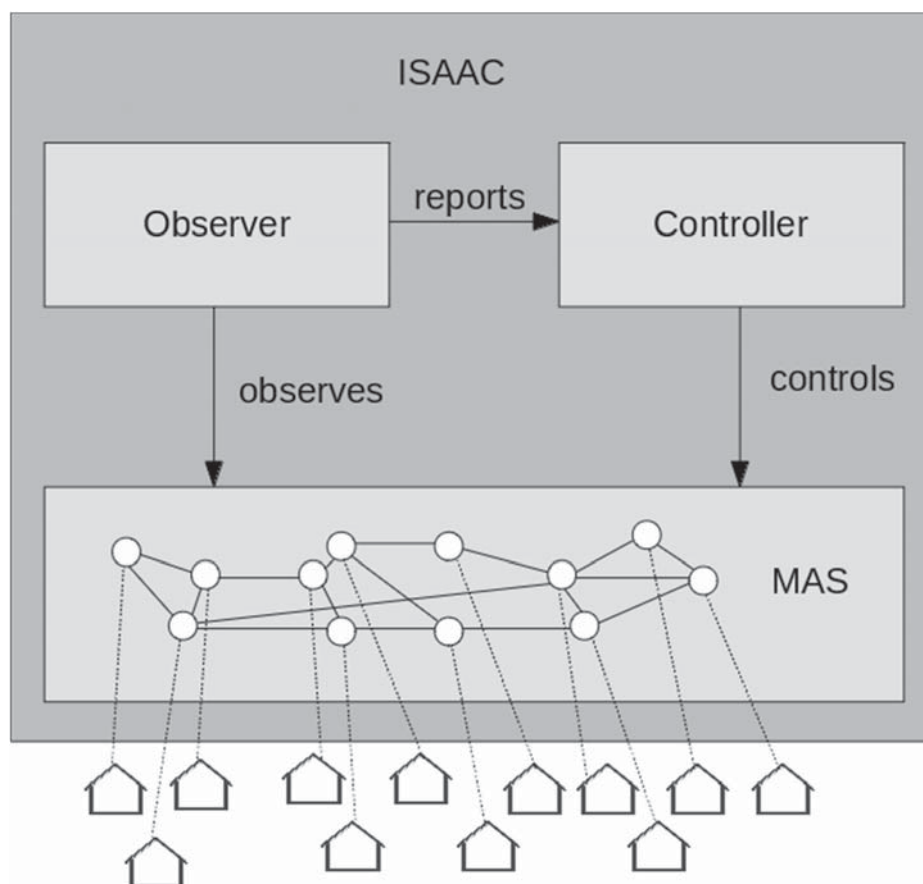 ISAAC
reports
Observer
Controller
observes
controls
MAS